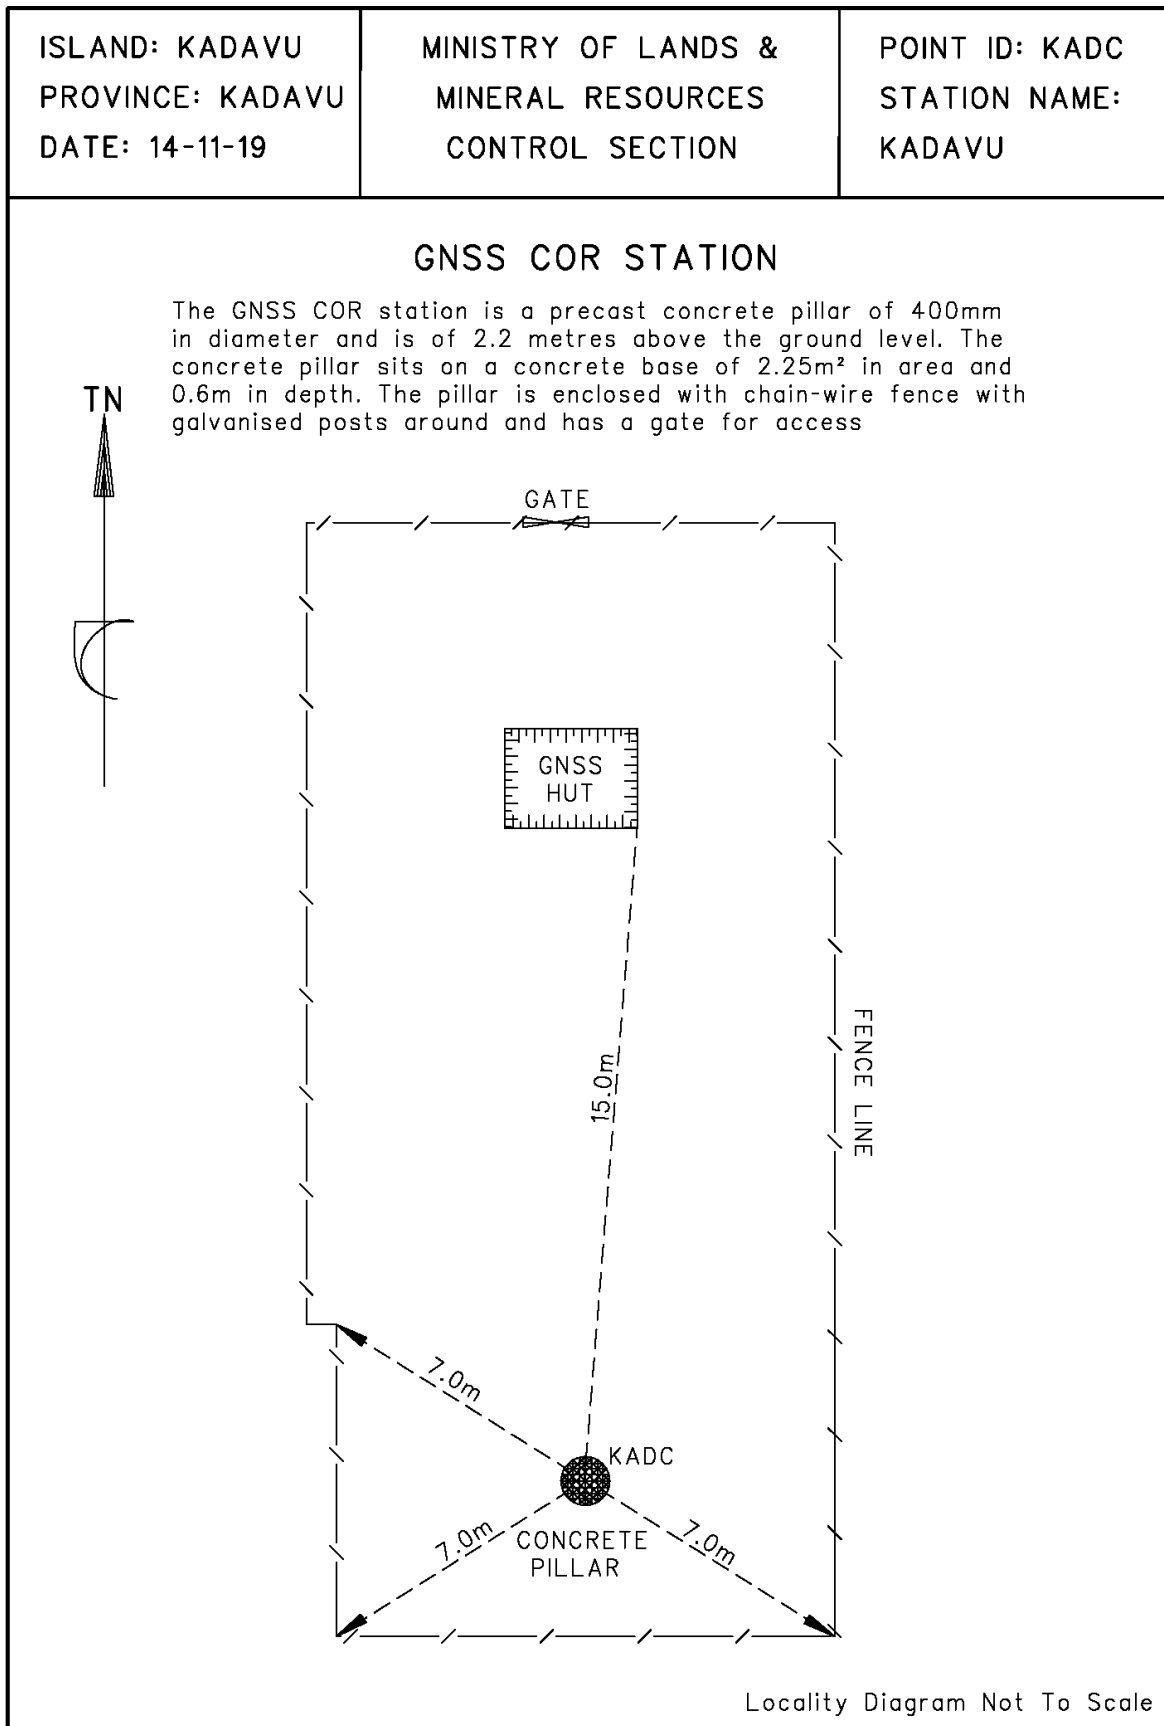 ISLAND: KADAVU
PROVINCE: KADAVU
DATE: 14-11-19
MINISTRY OF LANDS &
MINERAL RESOURCES
CONTROL SECTION
POINT ID: KADC
STATION NAME:
KADAVU
GNSS COR STATION
The GNSS COR station is a precast concrete pillar of 400mm
in diameter and is of 2.2 metres above the ground level. The
concrete pillar sits on a concrete base of 2.25m² in area and
0.6m in depth. The pillar is enclosed with chain-wire fence with
galvanised posts around and has a gate for access
TN
GATE
GNSS
HUT
FENCE LINE
15.0m
7.0m
KADC
7.0m
CONCRETE
PILLAR
7.0m
Locality Diagram Not To Scale